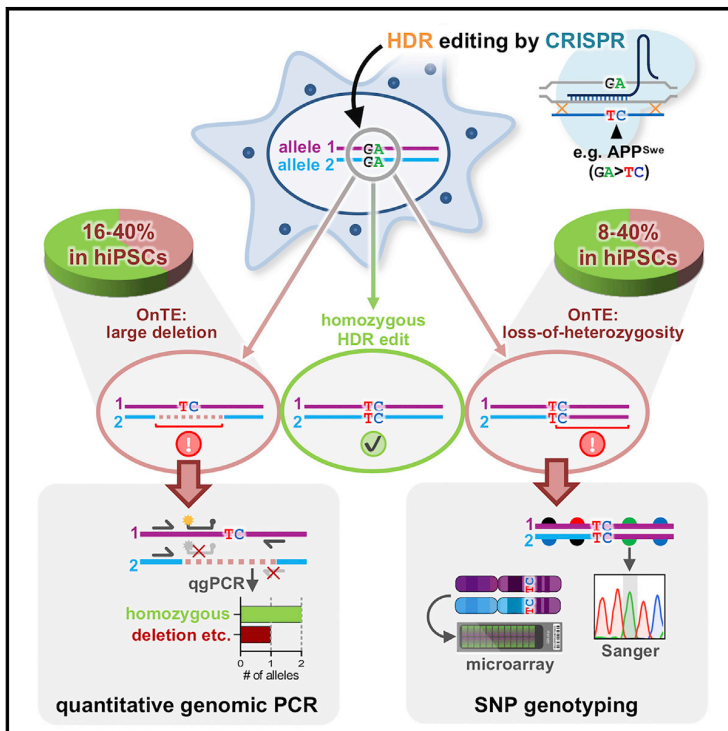 HDR editing by CRISPR
GA
TC
e.g. APPSwe
(GA>TC)
allele 1
allele 2
GA
GA
16-40%
in hiPSCs
8-40%
in hiPSCs
OnTE:
large deletion
homozygous
HDR edit
OnTE:
loss-of-heterozygosity
1
2
TC
!
1
2
TC
TC
1
2
TC
TC
!
1
2
TC
qgPCR
homozygous
deletion etc.
0 1 2
# of alleles
quantitative genomic PCR
1
2
TC
TC
TC
TC
microarray
Sanger
SNP genotyping